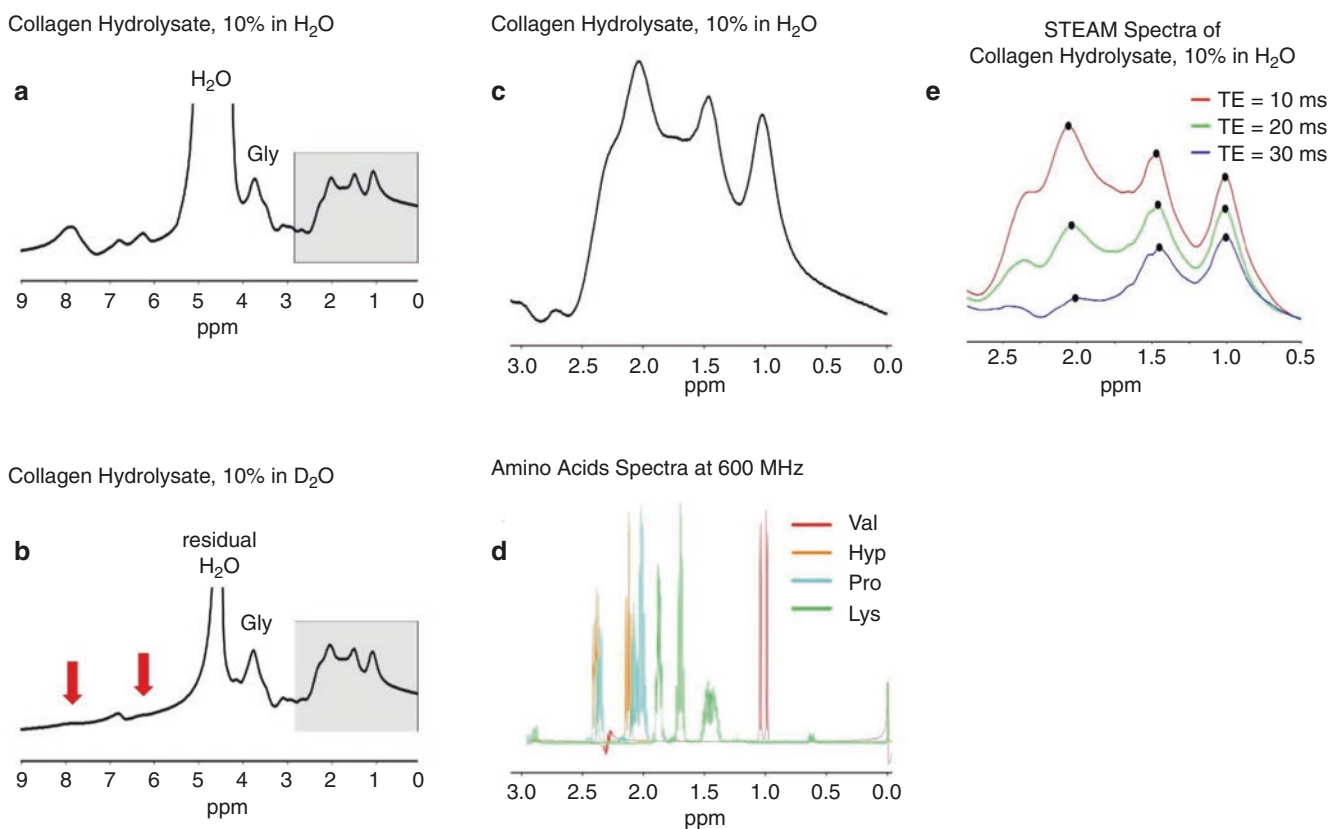 Collagen Hydrolysate, 10% in H₂O
a
H₂O
Gly
9 8 7 6 5 4 3 2 1 0
ppm
Collagen Hydrolysate, 10% in H₂O
c
3.0 2.5 2.0 1.5 1.0 0.5 0.0
ppm
STEAM Spectra of
Collagen Hydrolysate, 10% in H₂O
e
TE = 10 ms
TE = 20 ms
TE = 30 ms
2.5 2.0 1.5 1.0 0.5
ppm
Collagen Hydrolysate, 10% in D₂O
b
residual
H₂O
Gly
9 8 7 6 5 4 3 2 1 0
ppm
Amino Acids Spectra at 600 MHz
d
Val
Hyp
Pro
Lys
3.0 2.5 2.0 1.5 1.0 0.5 0.0
ppm